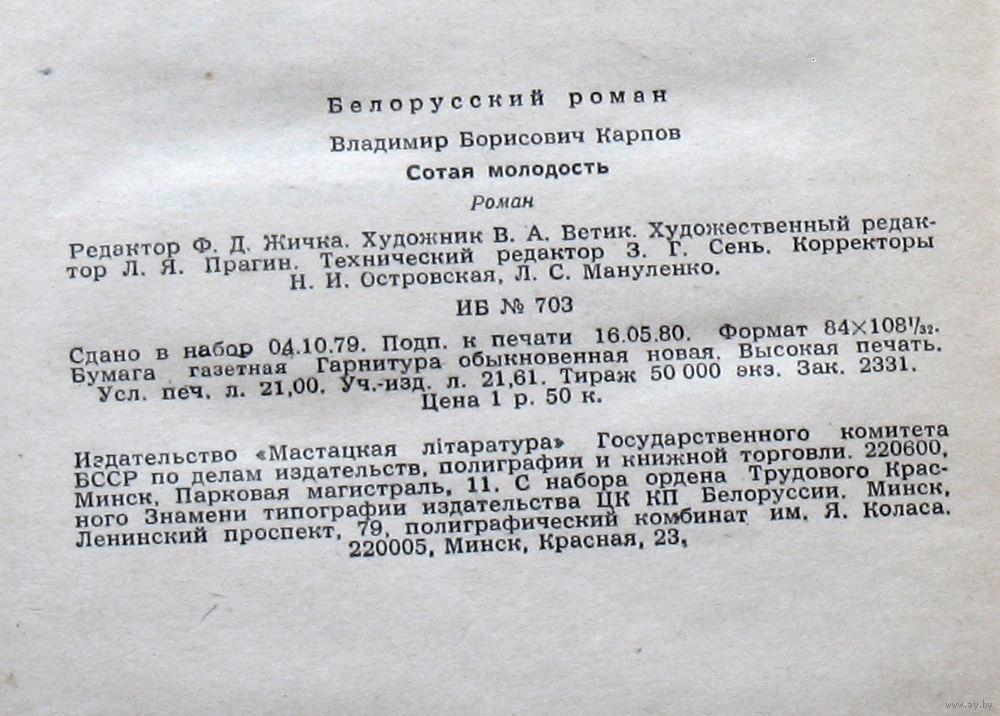 Белорусский роман
Владимир Борисович Карпов
Сотая молодость
Роман
Редактор Ф. Д. Жичка. Художник В. А. Ветик. Художественный редак-
тор Л. Я. Прагин. Технический редактор З. Г. Сень. Корректоры
Н. И. Островская, Л. С. Мануленко.
ИБ № 703
Сдано в набор 04.10.79. Подп. к печати 16.05.80. Формат 84×108¹/₃₂.
Бумага газетная Гарнитура обыкновенная новая. Высокая печать.
Усл. печ. л. 21,00. Уч.-изд. л. 21,61. Тираж 50 000 экз. Зак. 2331.
Цена 1 р. 50 к.
Издательство «Мастацкая літаратура» Государственного комитета
БССР по делам издательств, полиграфии и книжной торговли. 220600,
Минск, Парковая магистраль, 11. С набора ордена Трудового Крас-
ного Знамени типографии издательства ЦК КП Белоруссии. Минск,
Ленинский проспект, 79, полиграфический комбинат им. Я. Коласа.
220005, Минск, Красная, 23,
www.ay.by